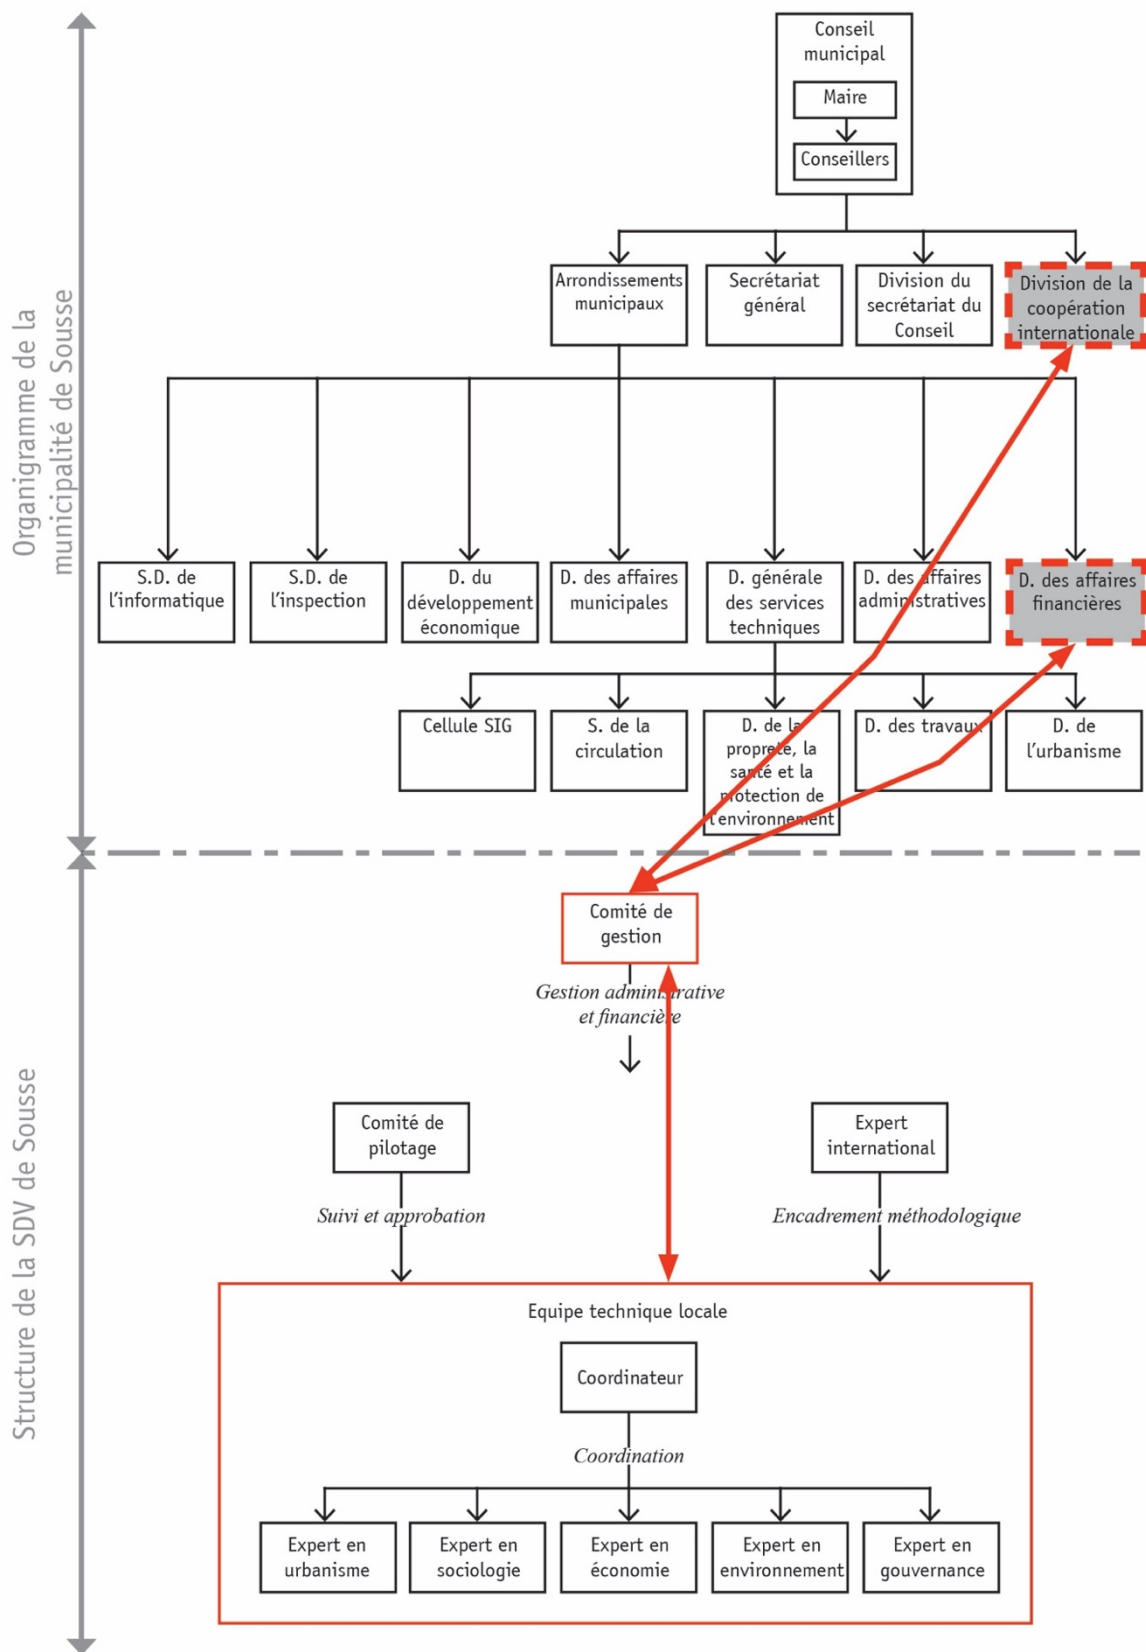 Organigramme de la
municipalité de Sousse
Conseil
municipal
Maire
Conseillers
Arrondissements
municipaux
Secrétariat
général
Division du
secrétariat du
Conseil
Division de la
coopération
internationale
S.D. de
l'informatique
S.D. de
l'inspection
D. du
développement
économique
D. des affaires
municipales
D. générale
des services
techniques
D. des affaires
administratives
D. des affaires
financières
Cellule SIG
S. de la
circulation
D. de la
propreté, la
santé et la
protection de
l'environnement
D. des travaux
D. de
l'urbanisme
Structure de la SDV de Sousse
Comité de
gestion
Gestion administrative
et financière
Comité de
pilotage
Suivi et approbation
Expert
international
Encadrement méthodologique
Equipe technique locale
Coordinateur
Coordination
Expert en
urbanisme
Expert en
sociologie
Expert en
économie
Expert en
environnement
Expert en
gouvernance